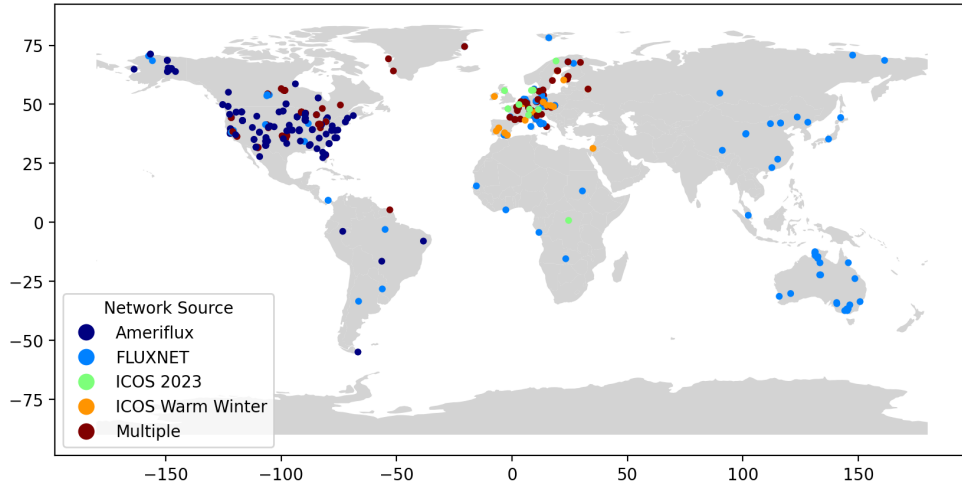 75
50
25
0
−25
−50
−75
Network Source
Ameriflux
FLUXNET
ICOS 2023
ICOS Warm Winter
Multiple
−150 −100 −50 0 50 100 150